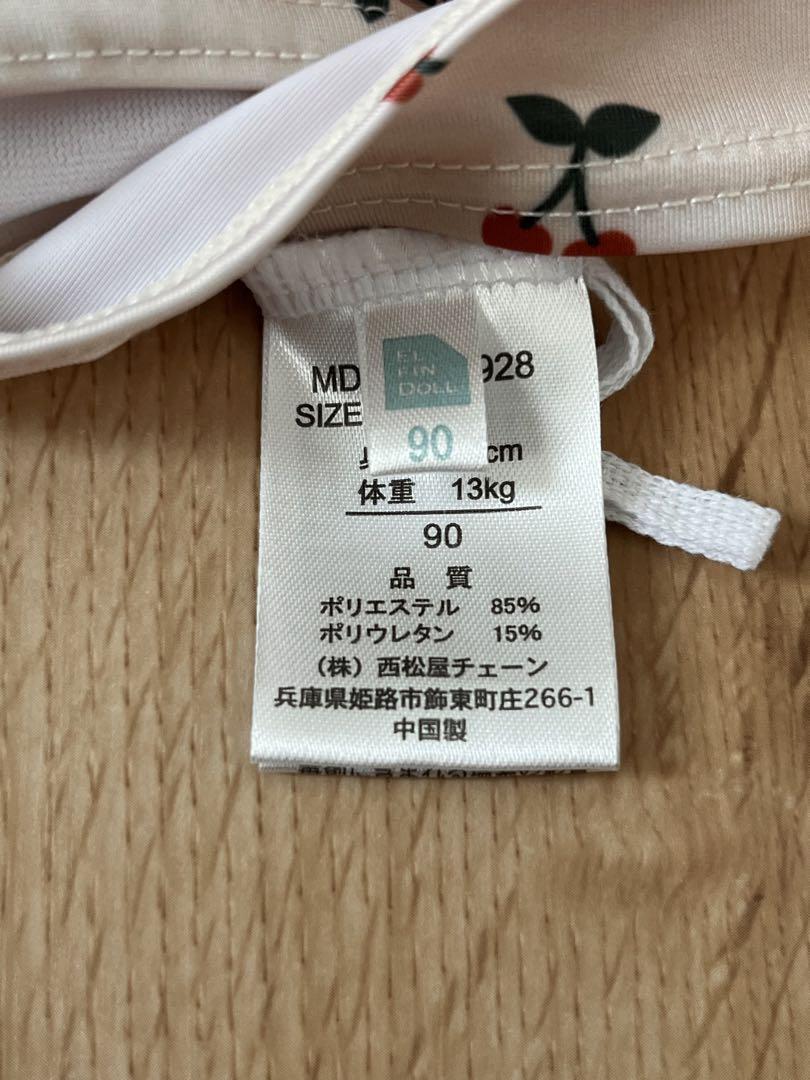 EL
FIN
DOLL
90
MD 928
SIZE
cm
体重 13kg
90
品 質
ポリエステル 85%
ポリウレタン 15%
（株）西松屋チェーン
兵庫県姫路市飾東町庄266-1
中国製